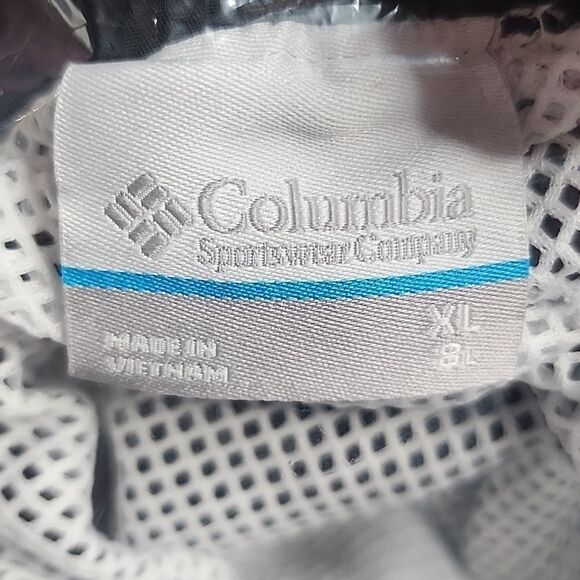 Columbia
Sportswear Company
XL
8L
MADE IN
VIETNAM